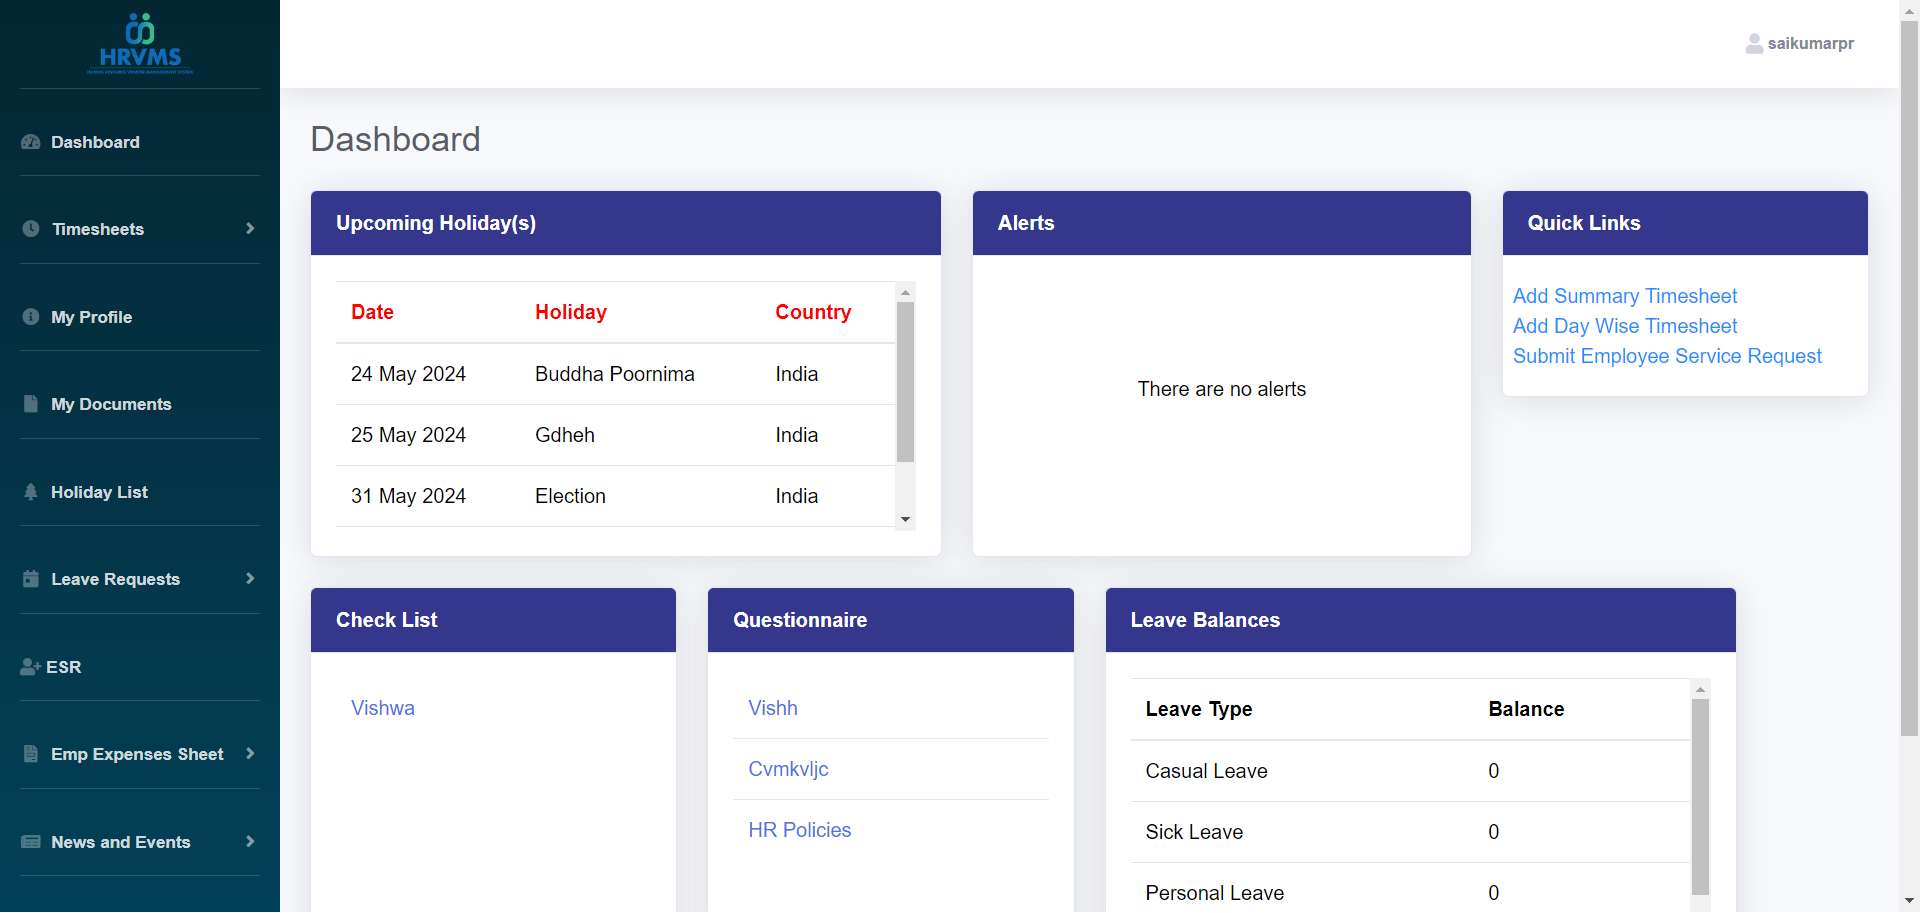 HRVMS
HUMAN RESOURCE VENDOR MANAGEMENT SYSTEM
saikumarpr
Dashboard
Timesheets
My Profile
My Documents
Holiday List
Leave Requests
ESR
Emp Expenses Sheet
News and Events
Dashboard
Upcoming Holiday(s)
Date Holiday Country
24 May 2024 Buddha Poornima India
25 May 2024 Gdheh India
31 May 2024 Election India
Alerts
There are no alerts
Quick Links
Add Summary Timesheet
Add Day Wise Timesheet
Submit Employee Service Request
Check List
Vishwa
Questionnaire
Vishh
Cvmkvljc
HR Policies
Leave Balances
Leave Type Balance
Casual Leave 0
Sick Leave 0
Personal Leave 0